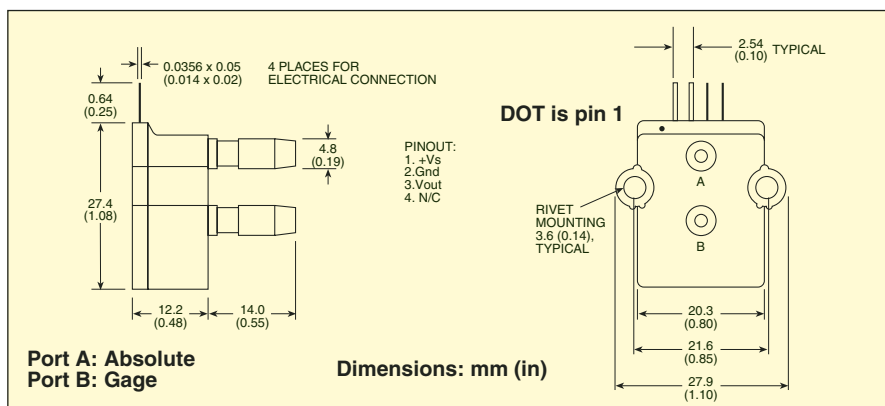 0.0356 x 0.05
(0.014 x 0.02)
4 PLACES FOR
ELECTRICAL CONNECTION
0.64
(0.25)
27.4
(1.08)
4.8
(0.19)
12.2
(0.48)
14.0
(0.55)
PINOUT:
1. +Vs
2.Gnd
3.Vout
4. N/C
2.54
(0.10)
TYPICAL
DOT is pin 1
A
B
RIVET
MOUNTING
3.6 (0.14),
TYPICAL
20.3
(0.80)
21.6
(0.85)
27.9
(1.10)
Port A: Absolute
Port B: Gage
Dimensions: mm (in)